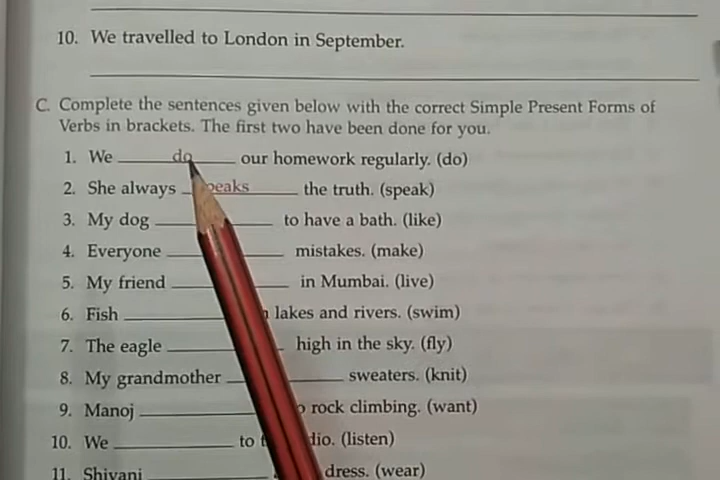 10. We travelled to London in September.
C. Complete the sentences given below with the correct Simple Present Forms of
Verbs in brackets. The first two have been done for you.
1. We do our homework regularly. (do)
2. She always peaks the truth. (speak)
3. My dog to have a bath. (like)
4. Everyone mistakes. (make)
5. My friend in Mumbai. (live)
6. Fish lakes and rivers. (swim)
7. The eagle high in the sky. (fly)
8. My grandmother sweaters. (knit)
9. Manoj rock climbing. (want)
10. We to dio. (listen)
11. Shivani dress. (wear)